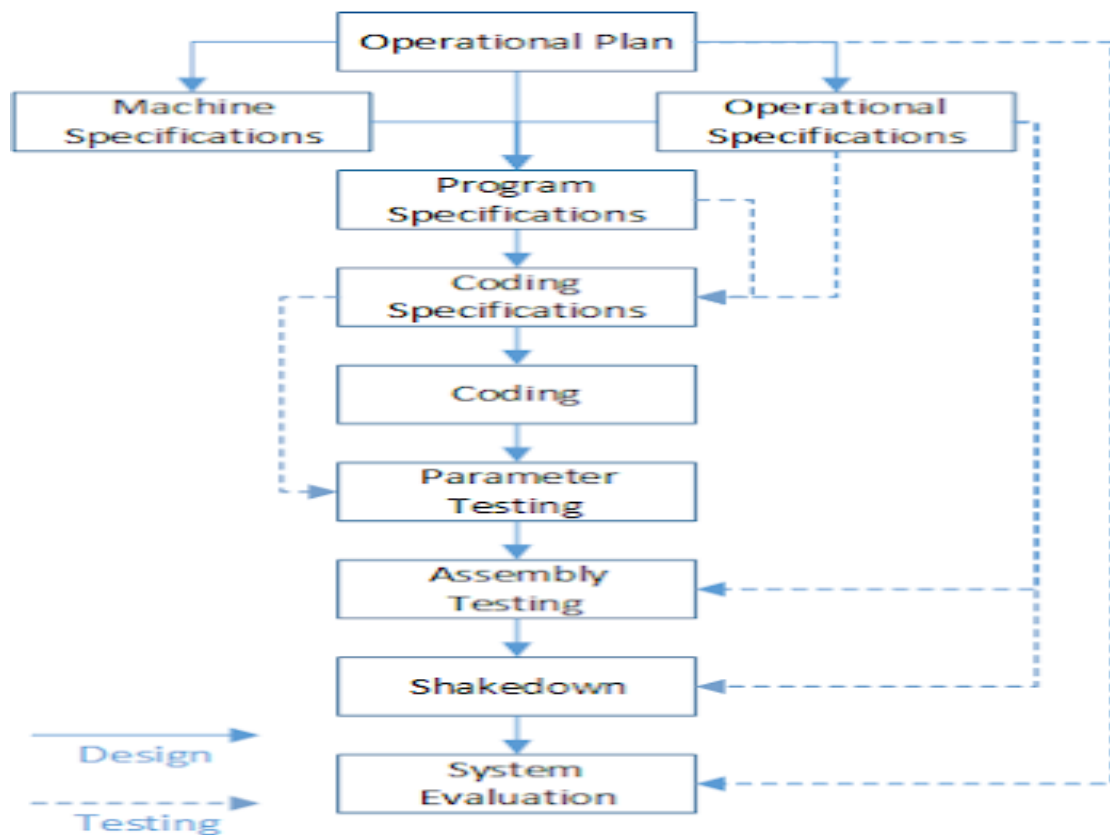 Operational Plan
Machine
Specifications
Operational
Specifications
Program
Specifications
Coding
Specifications
Coding
Parameter
Testing
Assembly
Testing
Shakedown
System
Evaluation
Design
Testing